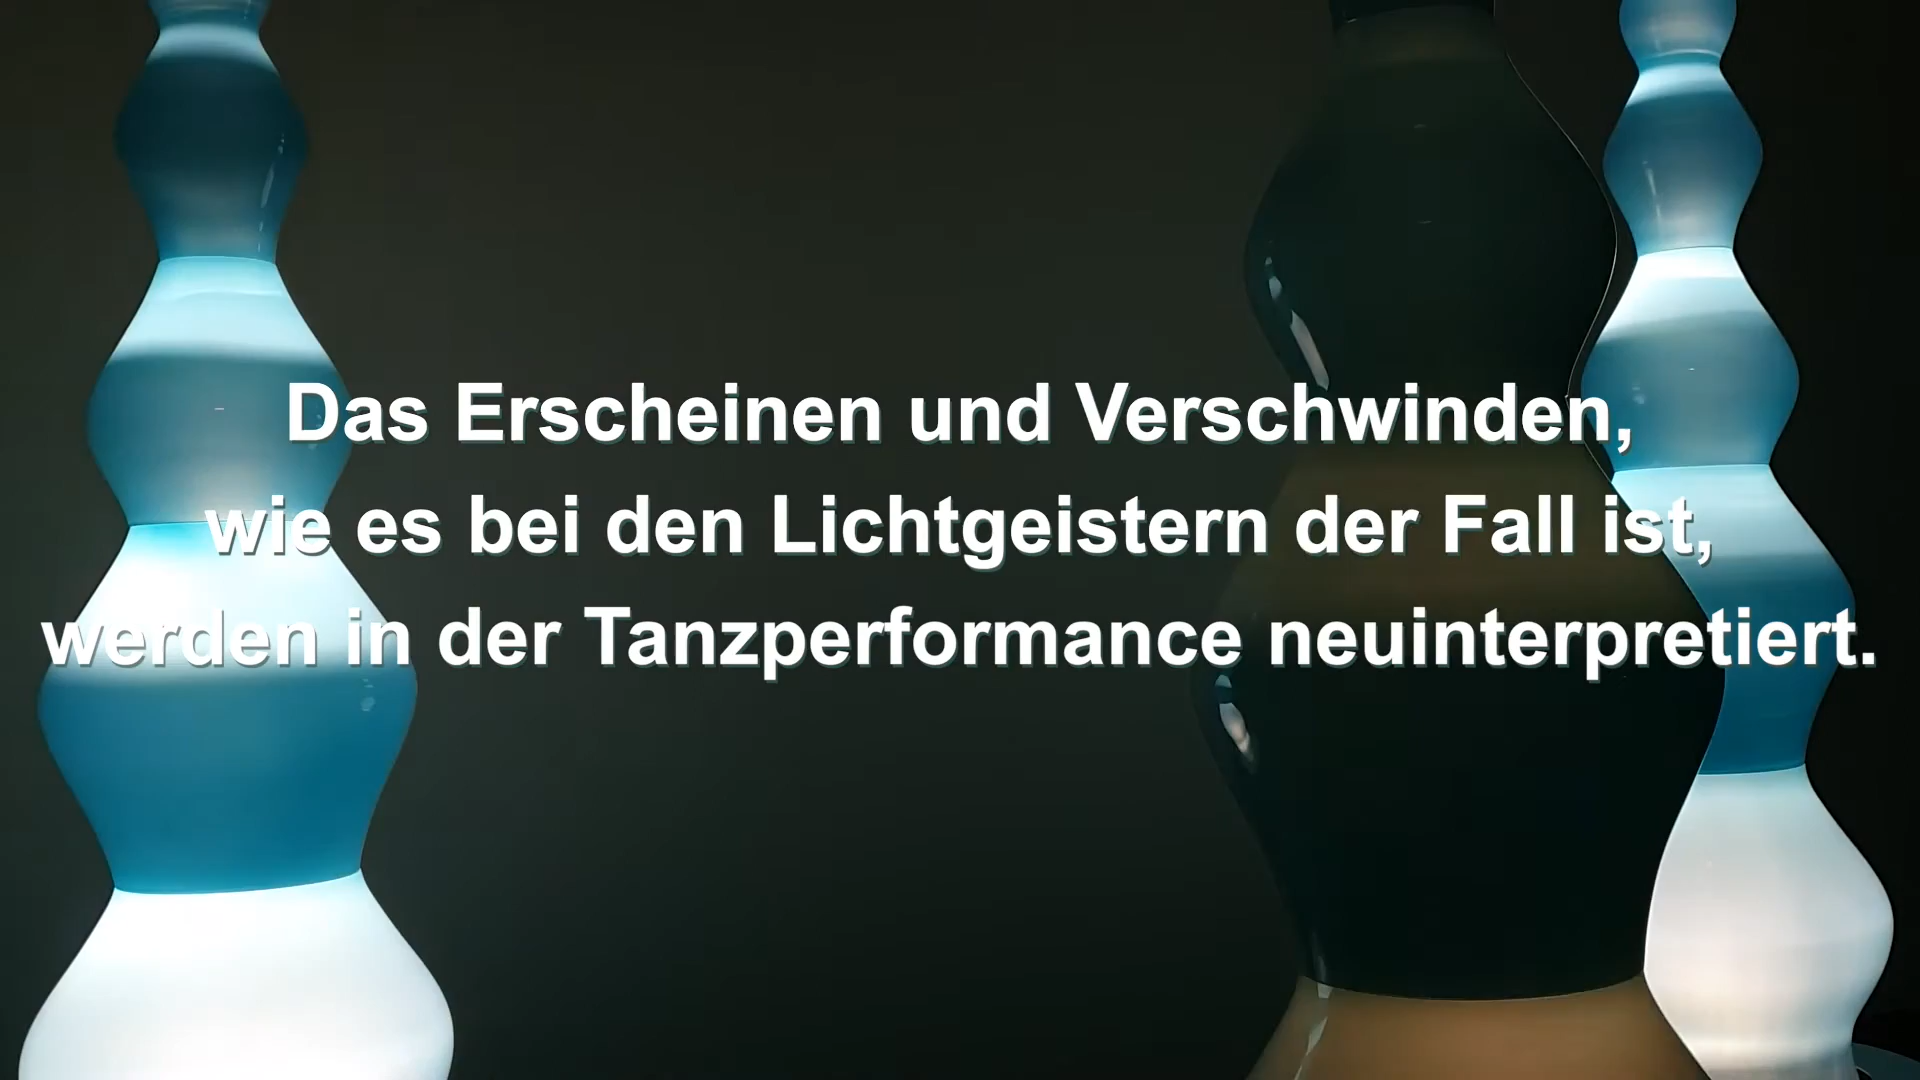 Das Erscheinen und Verschwinden,
wie es bei den Lichtgeistern der Fall ist,
werden in der Tanzperformance neuinterpretiert.